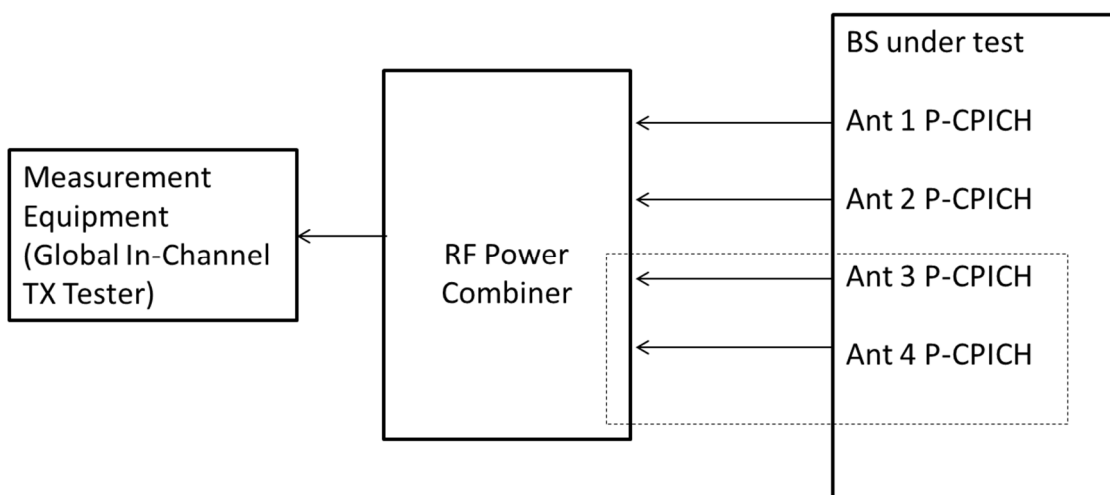 BS under test
Ant 1 P-CPICH
Ant 2 P-CPICH
Ant 3 P-CPICH
Ant 4 P-CPICH
RF Power
Combiner
Measurement
Equipment
(Global In-Channel
TX Tester)